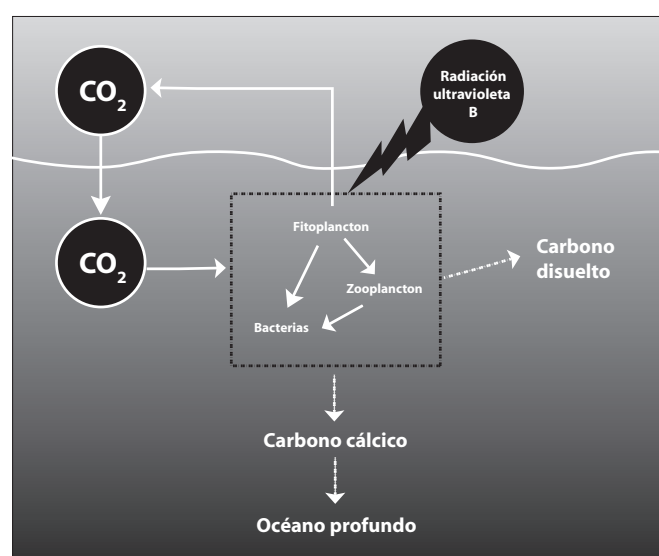 CO2
Radiación
ultravioleta
B
CO2
Fitoplancton
Zooplancton
Bacterias
Carbono
disuelto
Carbono cálcico
Océano profundo